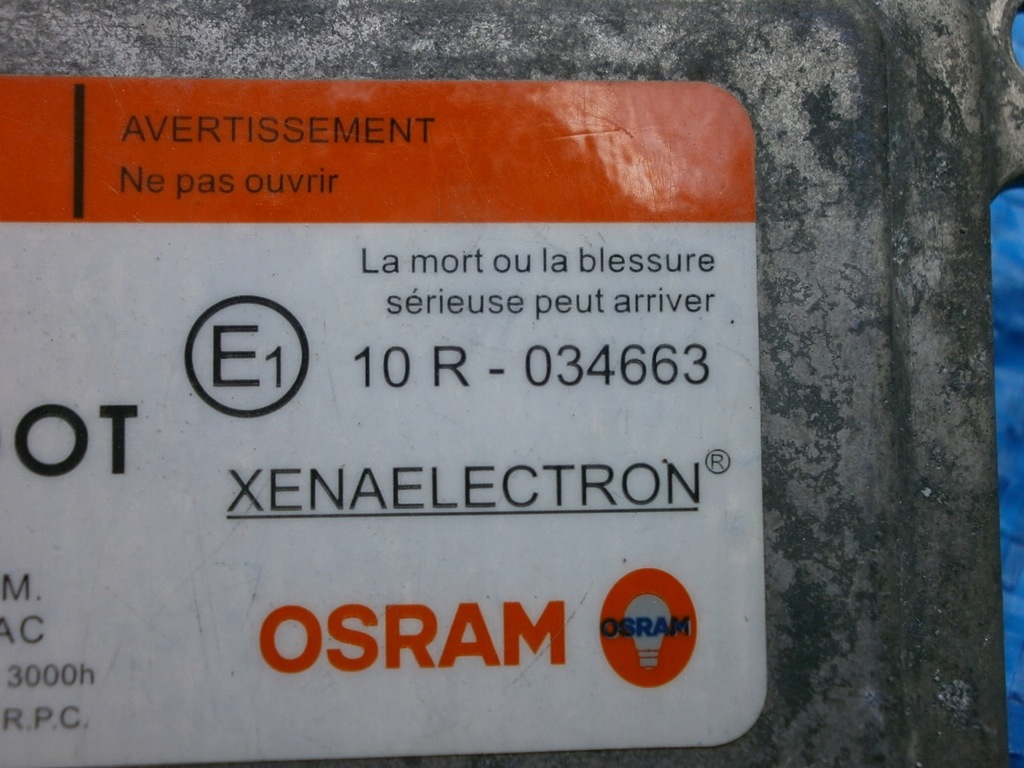 AVERTISSEMENT
Ne pas ouvrir
La mort ou la blessure
sérieuse peut arriver
E1 10 R - 034663
OT
XENAELECTRON®
M.
AC
3000h
R.P.C.
OSRAM OSRAM